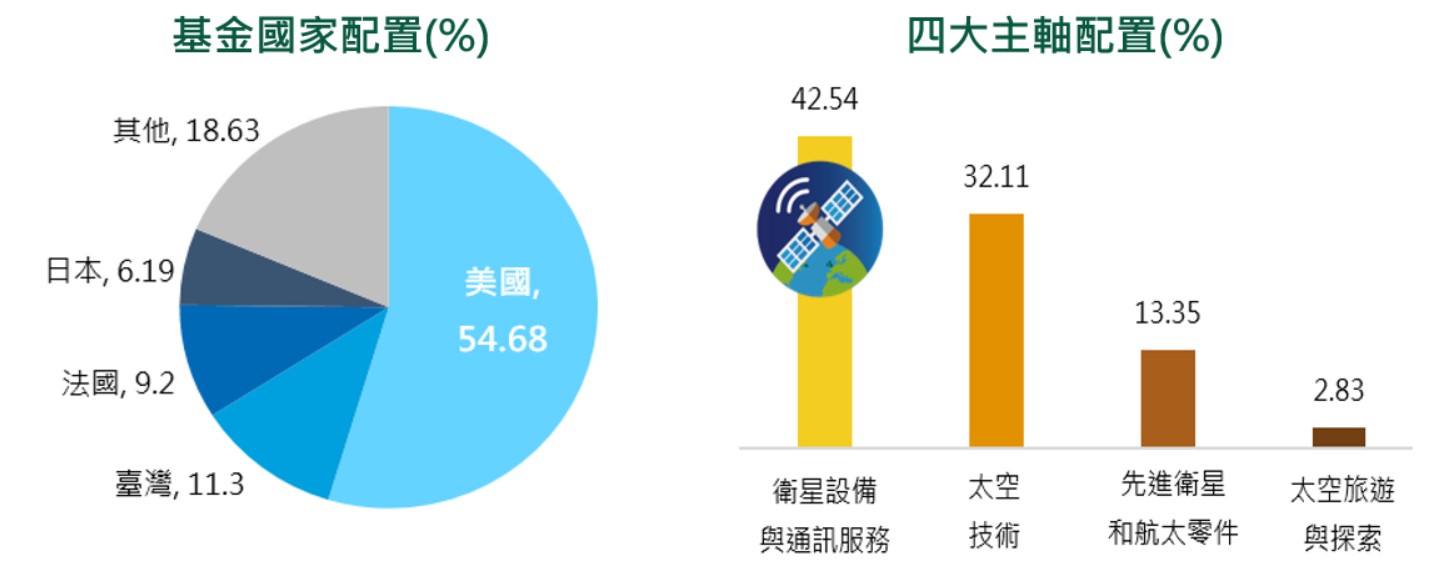 基金國家配置(%)
其他, 18.63
日本, 6.19
法國, 9.2
臺灣, 11.3
美國,
54.68
四大主軸配置(%)
42.54
32.11
13.35
2.83
衛星設備
與通訊服務
太空
技術
先進衛星
和航太零件
太空旅遊
與探索